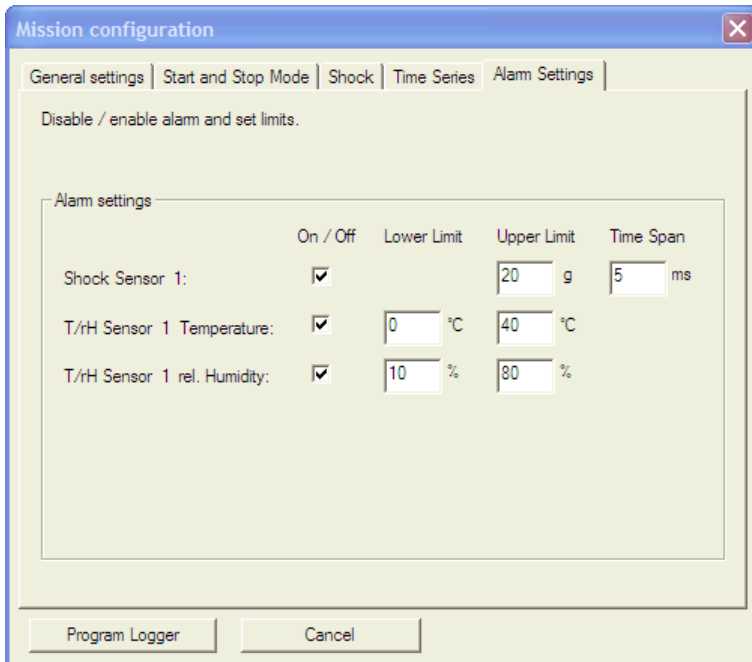 Mission configuration
General settings Start and Stop Mode Shock Time Series Alarm Settings
Disable / enable alarm and set limits.
Alarm settings
On / Off Lower Limit Upper Limit Time Span
Shock Sensor 1: 20 g 5 ms
T/rH Sensor 1 Temperature: 0 °C 40 °C
T/rH Sensor 1 rel. Humidity: 10 % 80 %
Program Logger Cancel